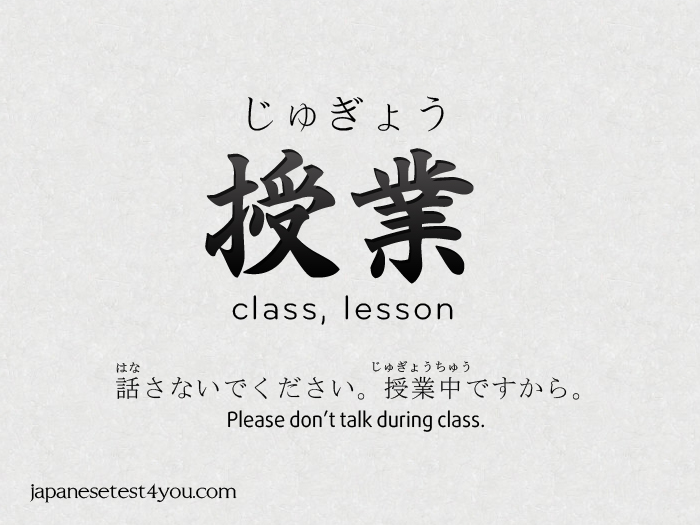 じゅぎょう
授業
class, lesson
はな じゅぎょうちゅう
話さないでください。授業中ですから。
Please don't talk during class.
japanesetest4you.com